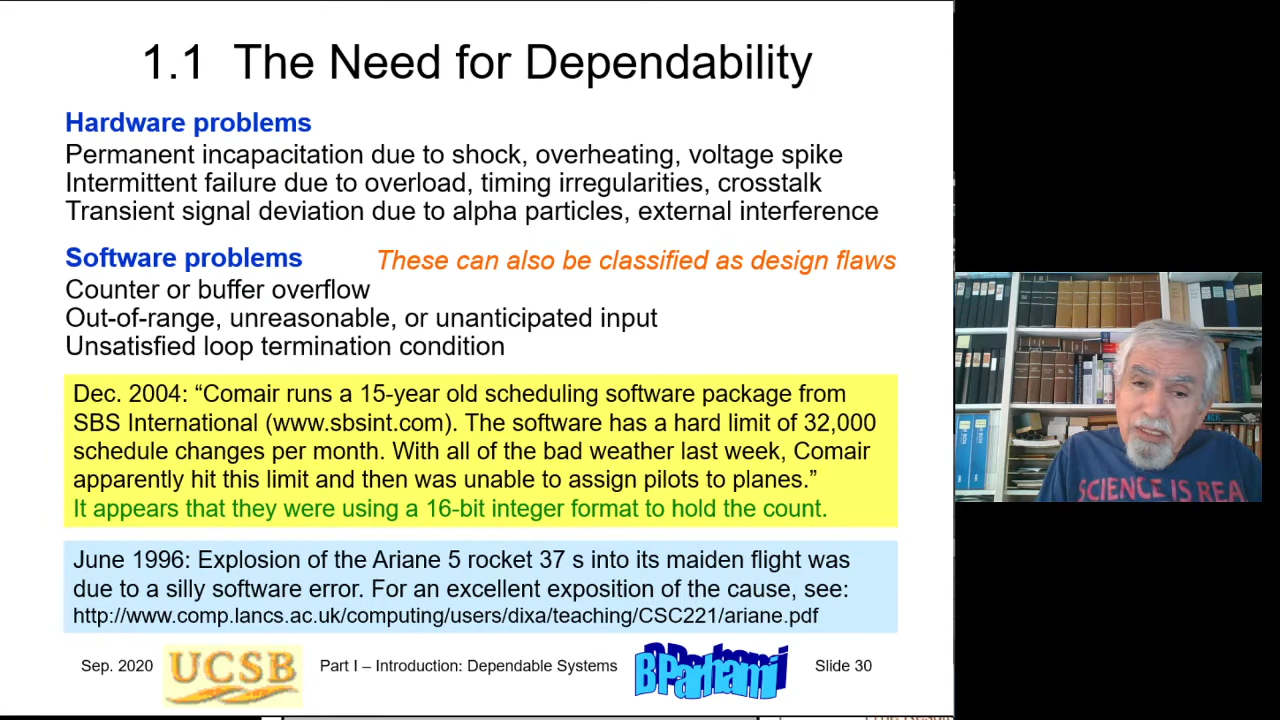 1.1 The Need for Dependability
Hardware problems
Permanent incapacitation due to shock, overheating, voltage spike
Intermittent failure due to overload, timing irregularities, crosstalk
Transient signal deviation due to alpha particles, external interference
Software problems
These can also be classified as design flaws
Counter or buffer overflow
Out-of-range, unreasonable, or unanticipated input
Unsatisfied loop termination condition
Dec. 2004: “Comair runs a 15-year old scheduling software package from
SBS International (www.sbsint.com). The software has a hard limit of 32,000
schedule changes per month. With all of the bad weather last week, Comair
apparently hit this limit and then was unable to assign pilots to planes.”
It appears that they were using a 16-bit integer format to hold the count.
June 1996: Explosion of the Ariane 5 rocket 37 s into its maiden flight was
due to a silly software error. For an excellent exposition of the cause, see:
http://www.comp.lancs.ac.uk/computing/users/dixa/teaching/CSC221/ariane.pdf
Sep. 2020
UCSB
Part I – Introduction: Dependable Systems
B Parhami
Slide 30
SCIENCE IS REA